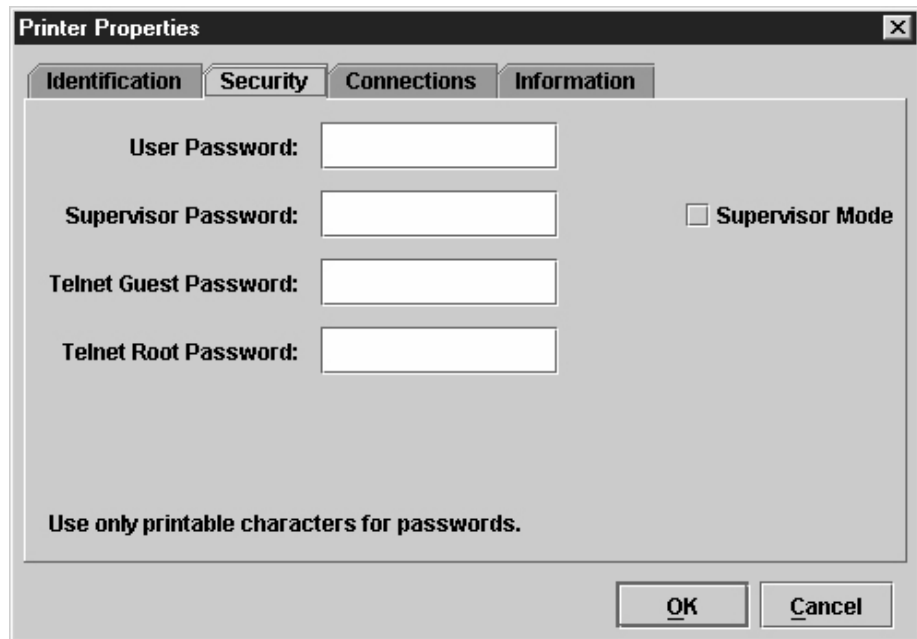 Printer Properties
Identification Security Connections Information
User Password:
Supervisor Password: Supervisor Mode
Telnet Guest Password:
Telnet Root Password:
Use only printable characters for passwords.
OK Cancel